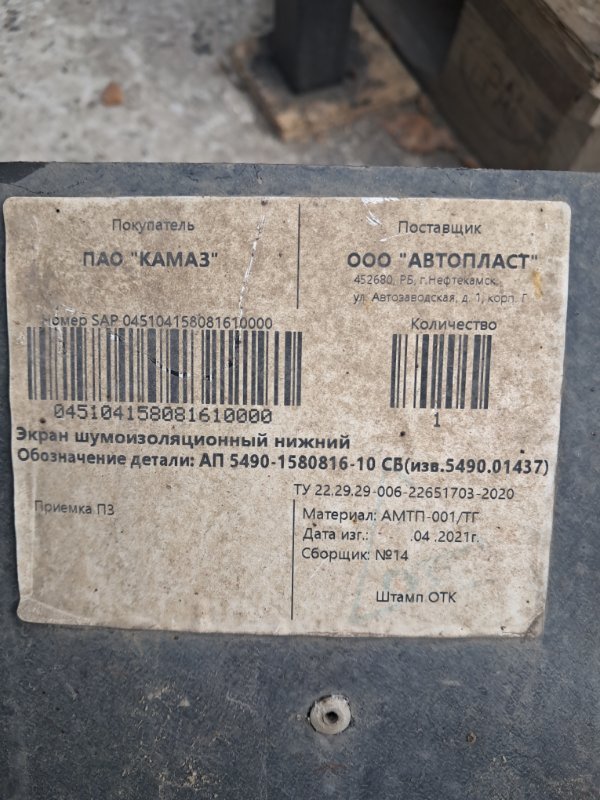 Покупатель
ПАО "КАМАЗ"
Поставщик
ООО "АВТОПЛАСТ"
452680, РБ, г.Нефтекамск,
ул. Автозаводская, д. 1, корп. Г
Номер SAP 045104158081610000
045104158081610000
Количество
1
Экран шумоизоляционный нижний
Обозначение детали: АП 5490-1580816-10 СБ(изв.5490.01437)
ТУ 22.29.29-006-22651703-2020
Приемка ПЗ
Материал: АМТП-001/ТГ
Дата изг.: .04 .2021г.
Сборщик: №14
Штамп ОТК